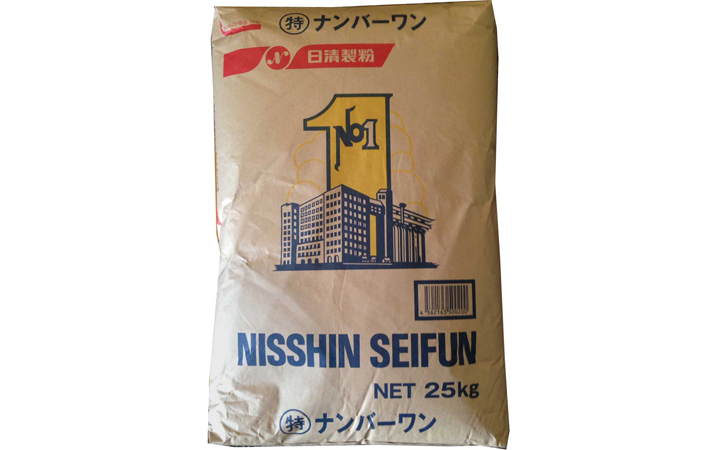 特 ナンバーワン
N 日清製粉
No1
NISSHIN SEIFUN
NET 25kg
特 ナンバーワン